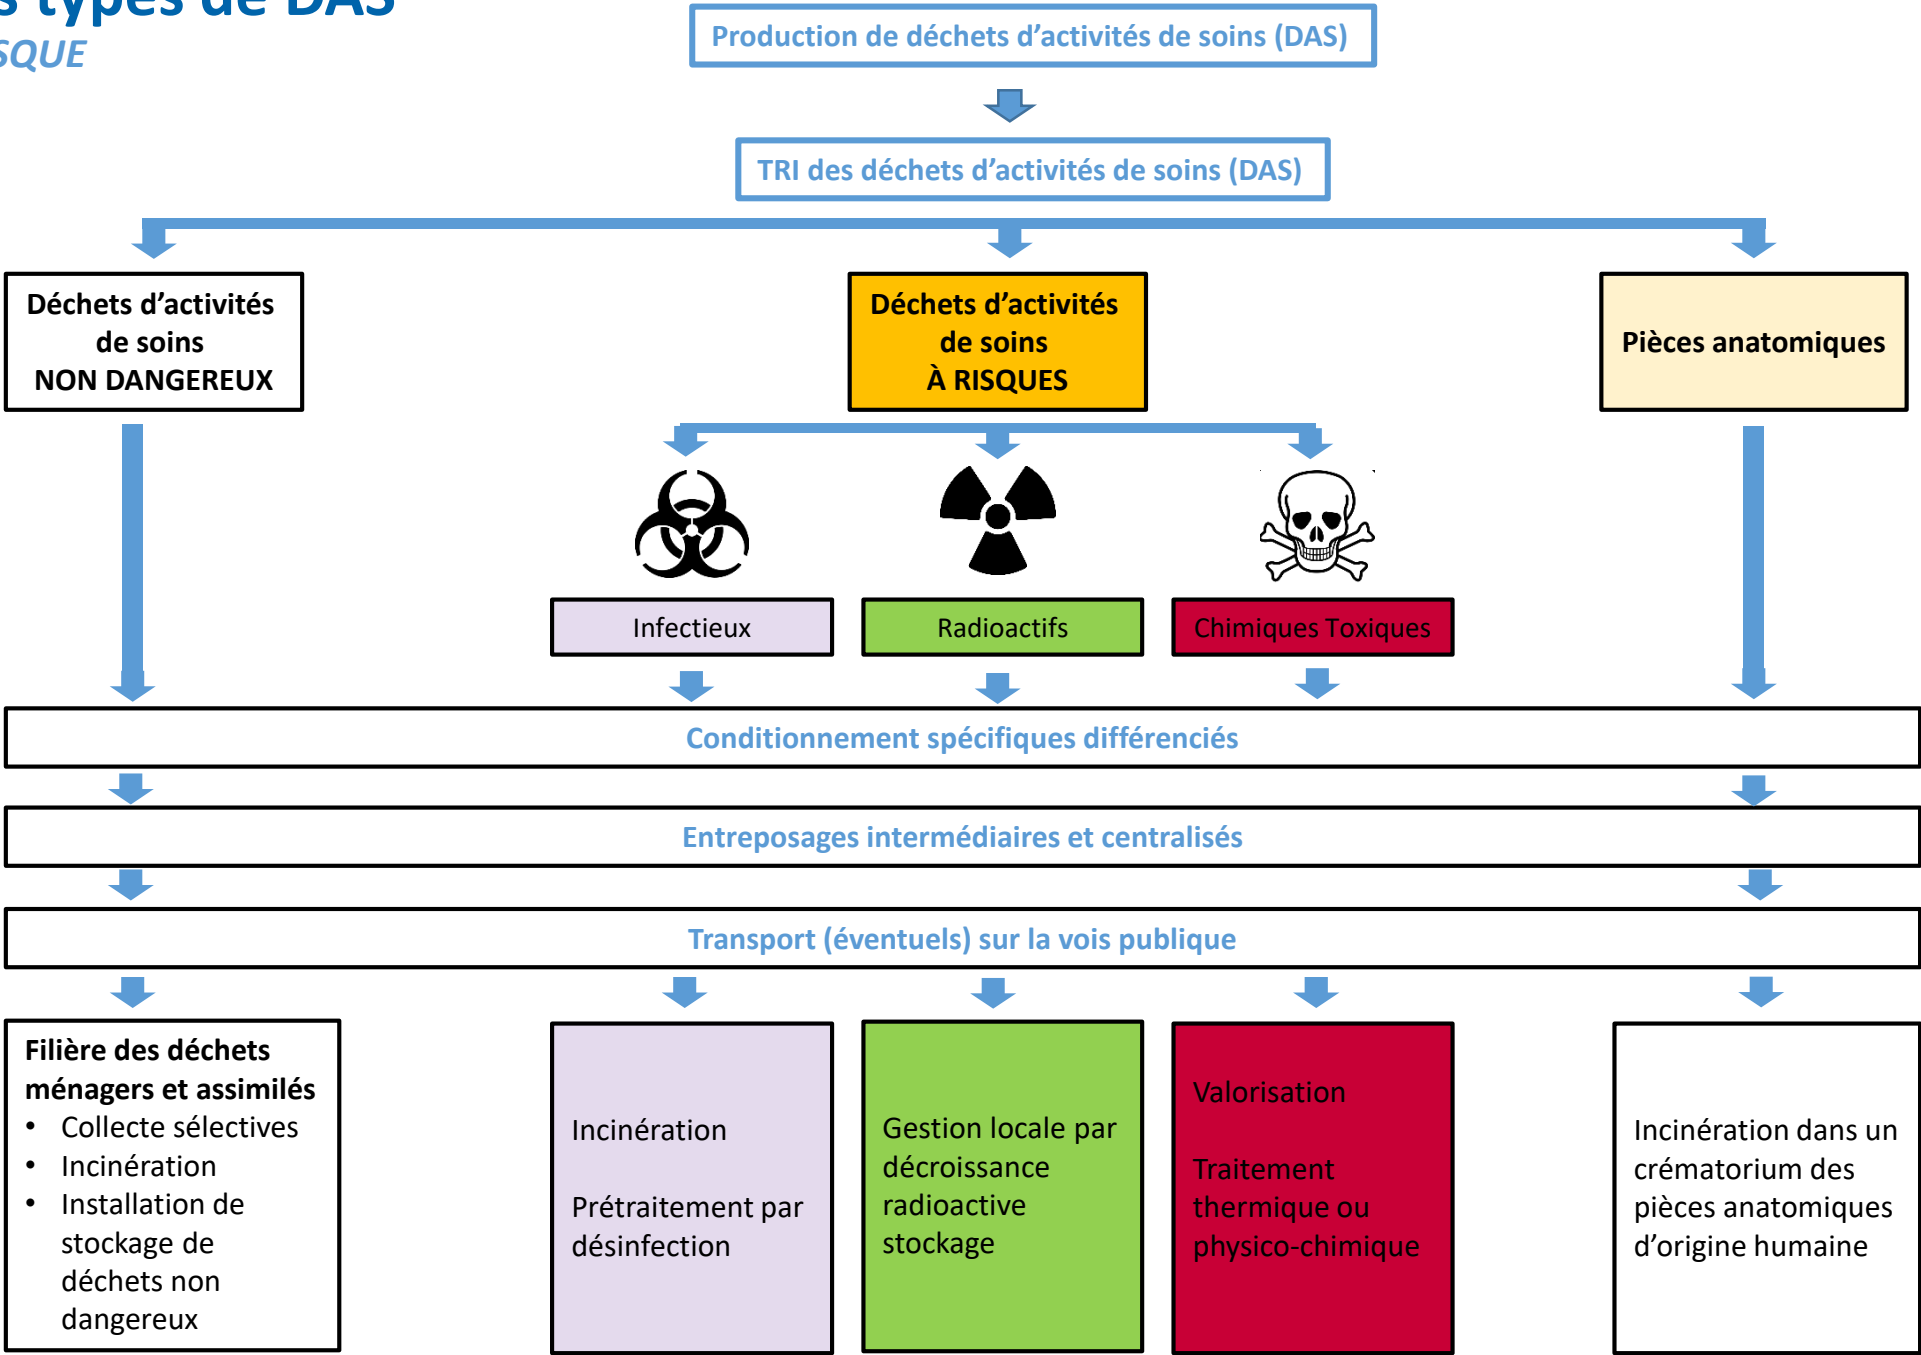 s types de DAS
SQUE
Production de déchets d’activités de soins (DAS)
TRI des déchets d’activités de soins (DAS)
Déchets d’activités
de soins
NON DANGEREUX
Déchets d’activités
de soins
À RISQUES
Pièces anatomiques
Infectieux
Radioactifs
Chimiques Toxiques
Conditionnement spécifiques différenciés
Entreposages intermédiaires et centralisés
Transport (éventuels) sur la vois publique
Filière des déchets
ménagers et assimilés
• Collecte sélectives
• Incinération
• Installation de
stockage de
déchets non
dangereux
Incinération
Prétraitement par
désinfection
Gestion locale par
décroissance
radioactive
stockage
Valorisation
Traitement
thermique ou
physico-chimique
Incinération dans un
crématorium des
pièces anatomiques
d’origine humaine